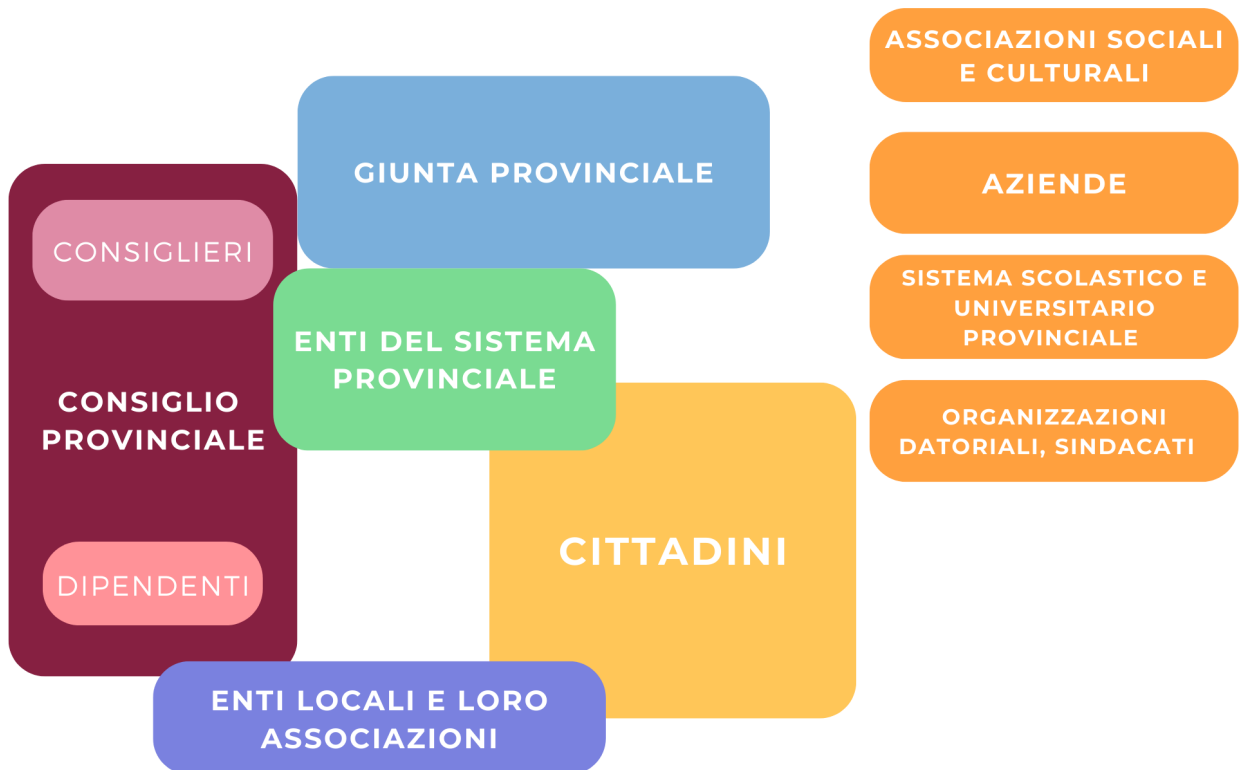 ASSOCIAZIONI SOCIALI
E CULTURALI
GIUNTA PROVINCIALE
AZIENDE
CONSIGLIERI
SISTEMA SCOLASTICO E
UNIVERSITARIO
PROVINCIALE
ENTI DEL SISTEMA
PROVINCIALE
CONSIGLIO
PROVINCIALE
ORGANIZZAZIONI
DATORIALI, SINDACATI
CITTADINI
DIPENDENTI
ENTI LOCALI E LORO
ASSOCIAZIONI